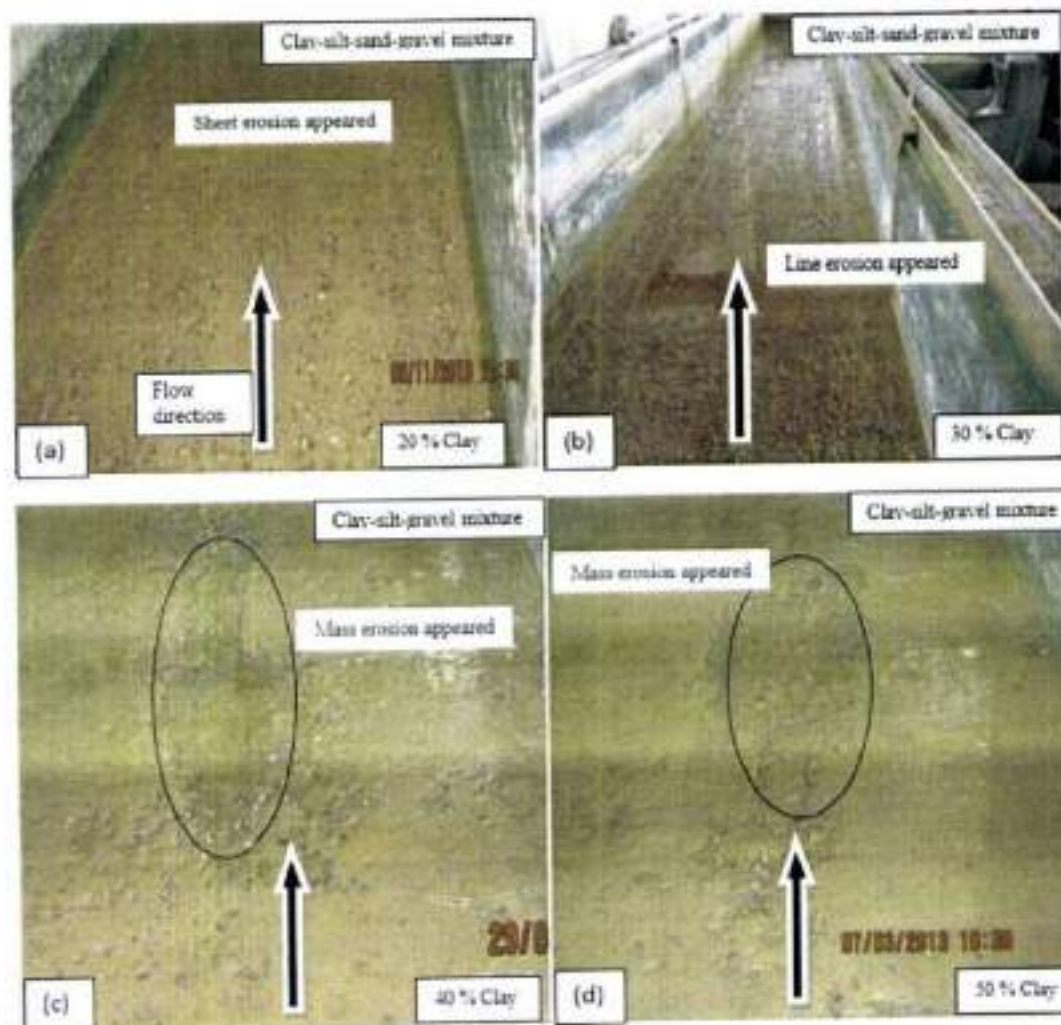 Clay-silt-sand-gravel mixture
Sheet erosion appeared
Flow
direction
(a)
20 % Clay
Clay-silt-sand-gravel mixture
Line erosion appeared
(b)
30 % Clay
Clay-silt-gravel mixture
Mass erosion appeared
29/0
(c)
40 % Clay
Clay-silt-gravel mixture
Mass erosion appeared
07/03/2013 10:30
(d)
50 % Clay